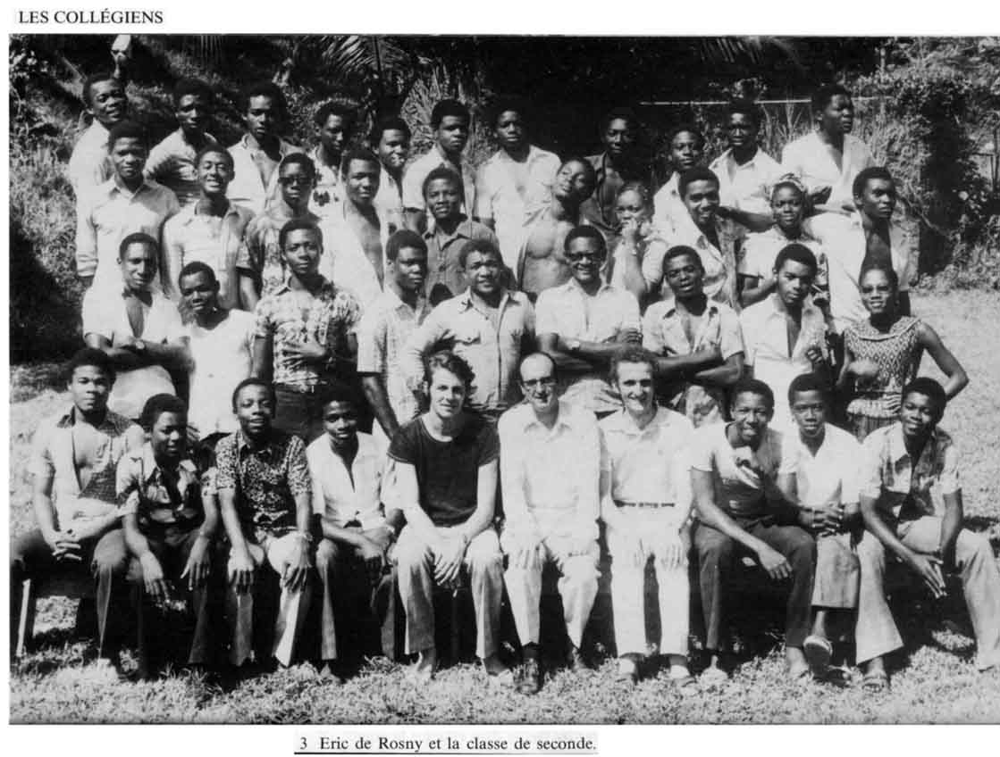 LES COLLÉGIENS
3 Eric de Rosny et la classe de seconde.